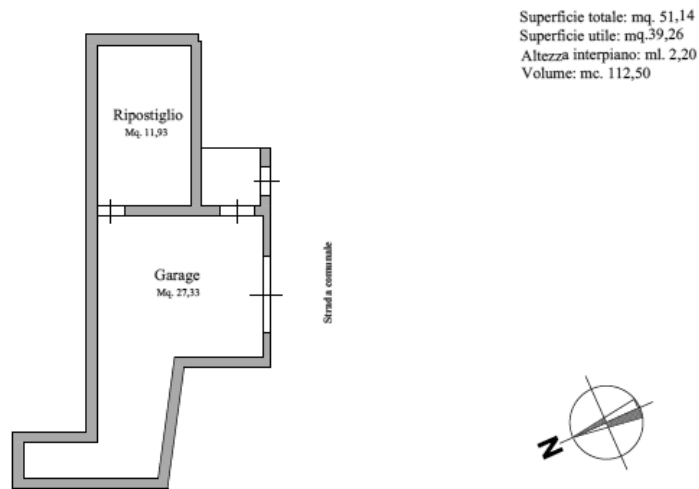 Superficie totale: mq. 51,14
Superficie utile: mq.39,26
Altezza interpiano: ml. 2,20
Volume: mc. 112,50
Ripostiglio
Mq. 11,93
Garage
Mq. 27,33
Strada comunale
N